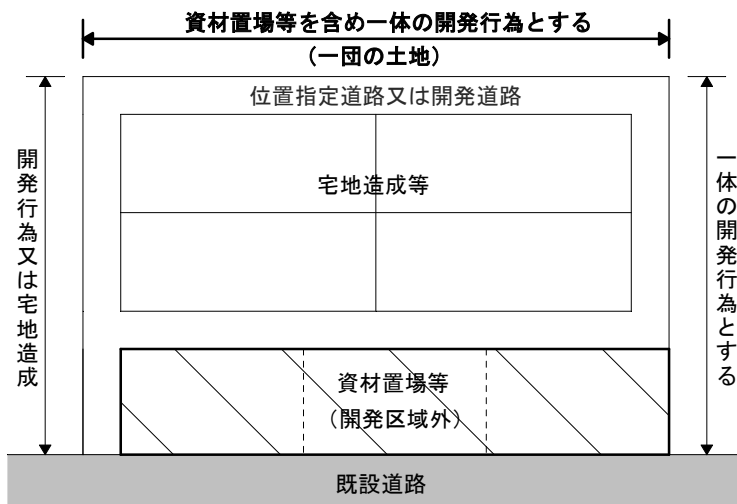 資材置場等を含め一体の開発行為とする
（一団の土地）
位置指定道路又は開発道路
開発行為又は宅地造成
宅地造成等
一体の開発行為とする
資材置場等
（開発区域外）
既設道路